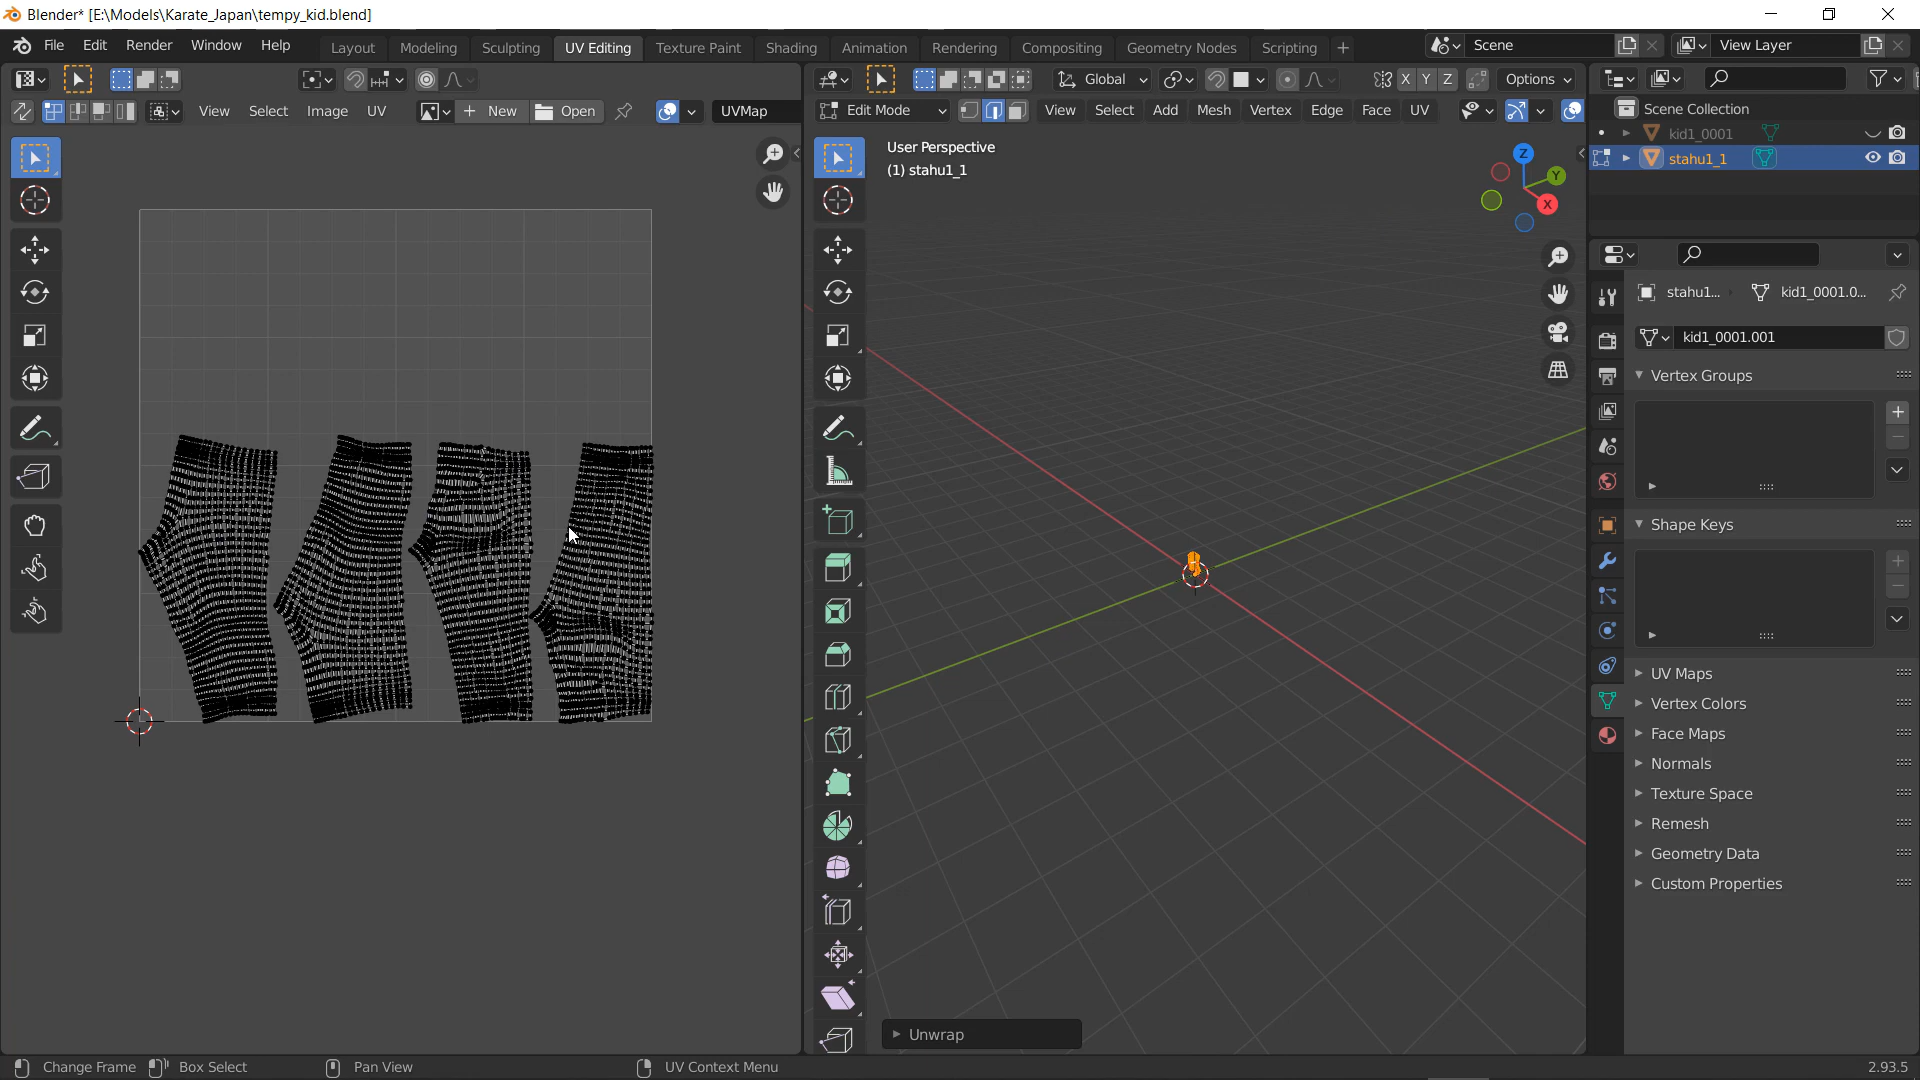 Blender* [E:\Models\Karate_Japan\tempy_kid.blend]
File Edit Render Window Help Layout Modeling Sculpting UV Editing Texture Paint Shading Animation Rendering Compositing Geometry Nodes Scripting + Scene View Layer
Global X Y Z Options
View Select Image UV + New Open UVMap Edit Mode View Select Add Mesh Vertex Edge Face UV
Scene Collection
kid1_0001
stahu1_1
User Perspective
(1) stahu1_1
Z
Y
X
stahu1... kid1_0001.0...
kid1_0001.001
Vertex Groups
Shape Keys
UV Maps
Vertex Colors
Face Maps
Normals
Texture Space
Remesh
Geometry Data
Custom Properties
Unwrap
Change Frame Box Select Pan View UV Context Menu 2.93.5